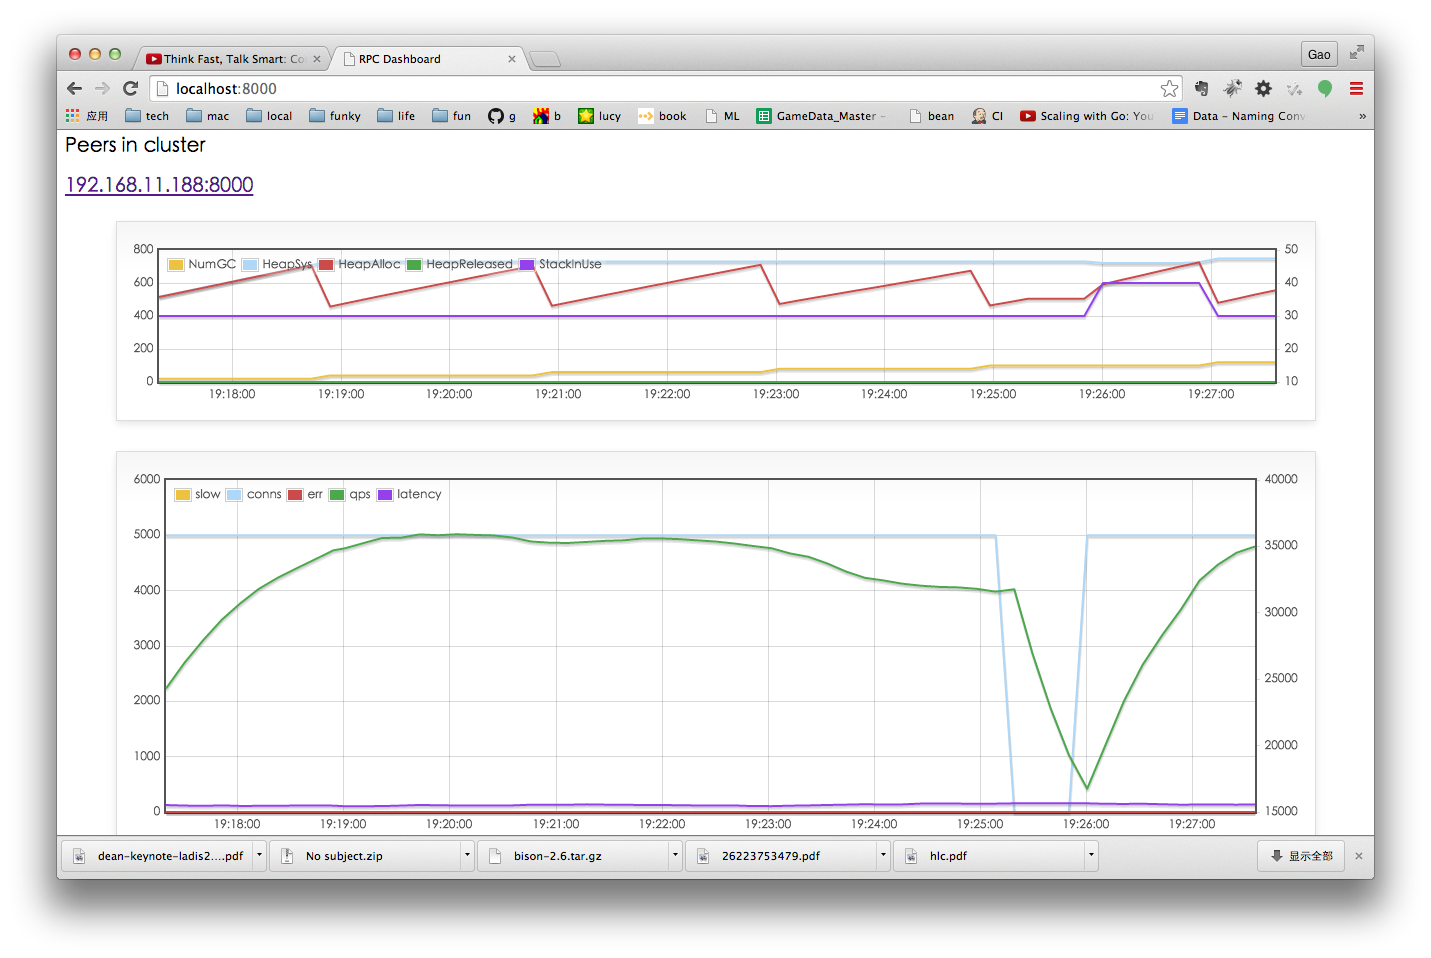 Think Fast, Talk Smart: Co
RPC Dashboard
Gao
localhost:8000
应用 tech mac local funky life fun g b lucy book ML GameData_Master - bean CI Scaling with Go: You Data - Naming Conv »
Peers in cluster
192.168.11.188:8000
NumGC HeapSys HeapAlloc HeapReleased StackInUse
800
600
400
200
0
50
40
30
20
10
19:18:00 19:19:00 19:20:00 19:21:00 19:22:00 19:23:00 19:24:00 19:25:00 19:26:00 19:27:00
slow conns err qps latency
6000
5000
4000
3000
2000
1000
0
40000
35000
30000
25000
20000
15000
19:18:00 19:19:00 19:20:00 19:21:00 19:22:00 19:23:00 19:24:00 19:25:00 19:26:00 19:27:00
dean-keynote-ladis2....pdf No subject.zip bison-2.6.tar.gz 26223753479.pdf hlc.pdf 显示全部